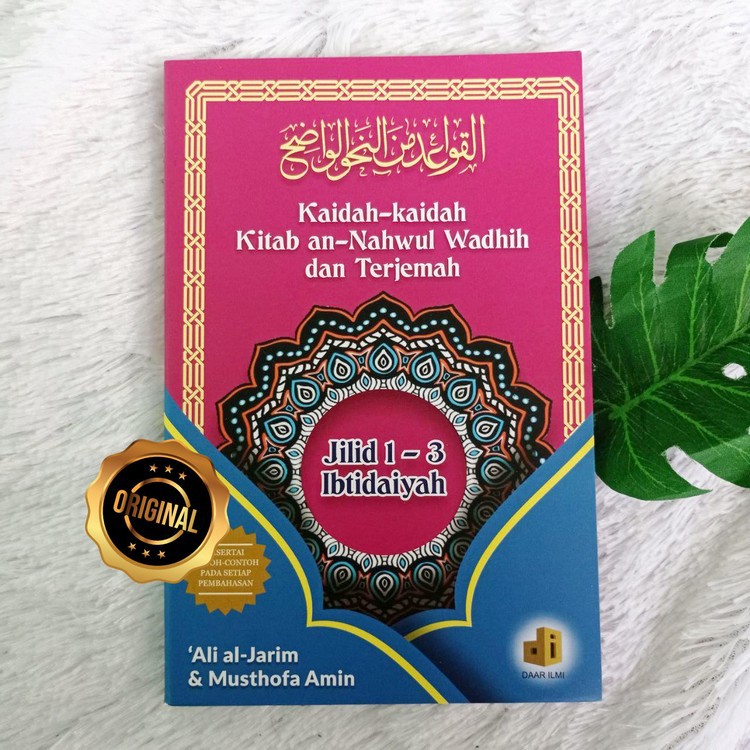 القواعد من النحو الواضح
Kaidah-kaidah
Kitab an-Nahwul Wadhih
dan Terjemah
Jilid 1 - 3
Ibtidaiyah
ORIGINAL
PADA SETIAP
PEMBAHASAN
'Ali al-Jarim
& Musthofa Amin
di
DAAR ILMI